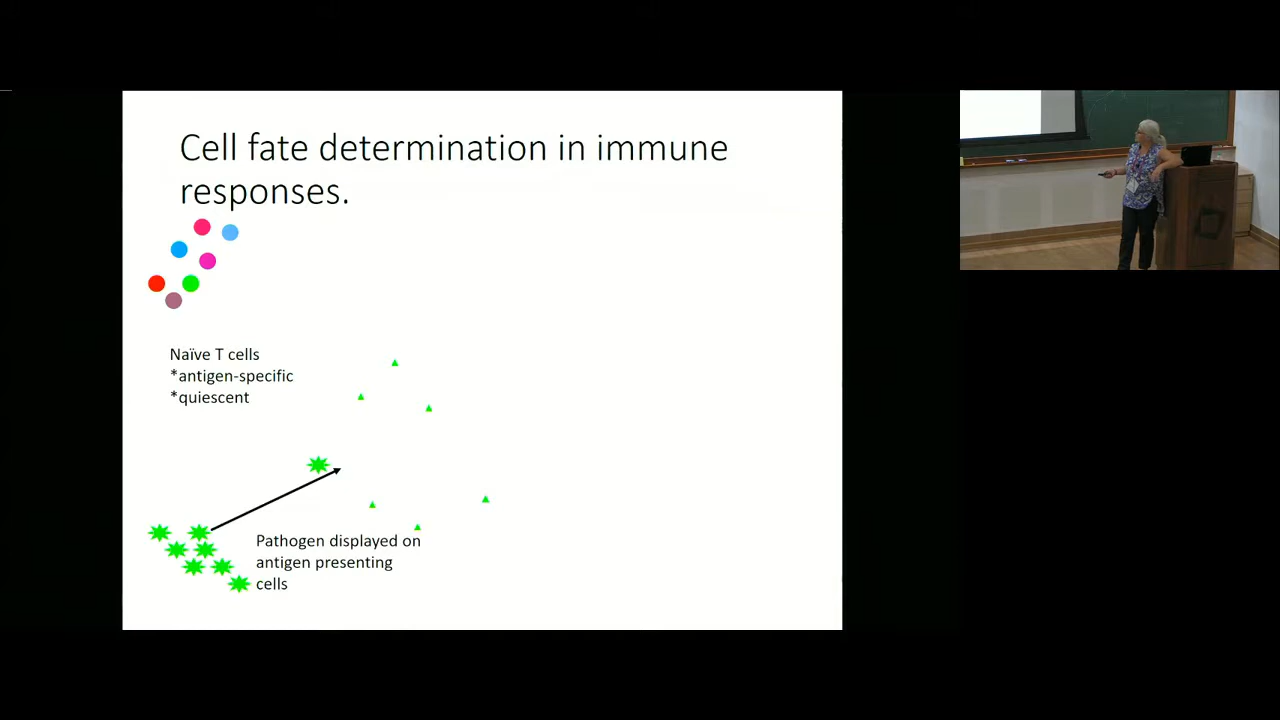 Cell fate determination in immune
responses.
Naïve T cells
*antigen-specific
*quiescent
Pathogen displayed on
antigen presenting
cells